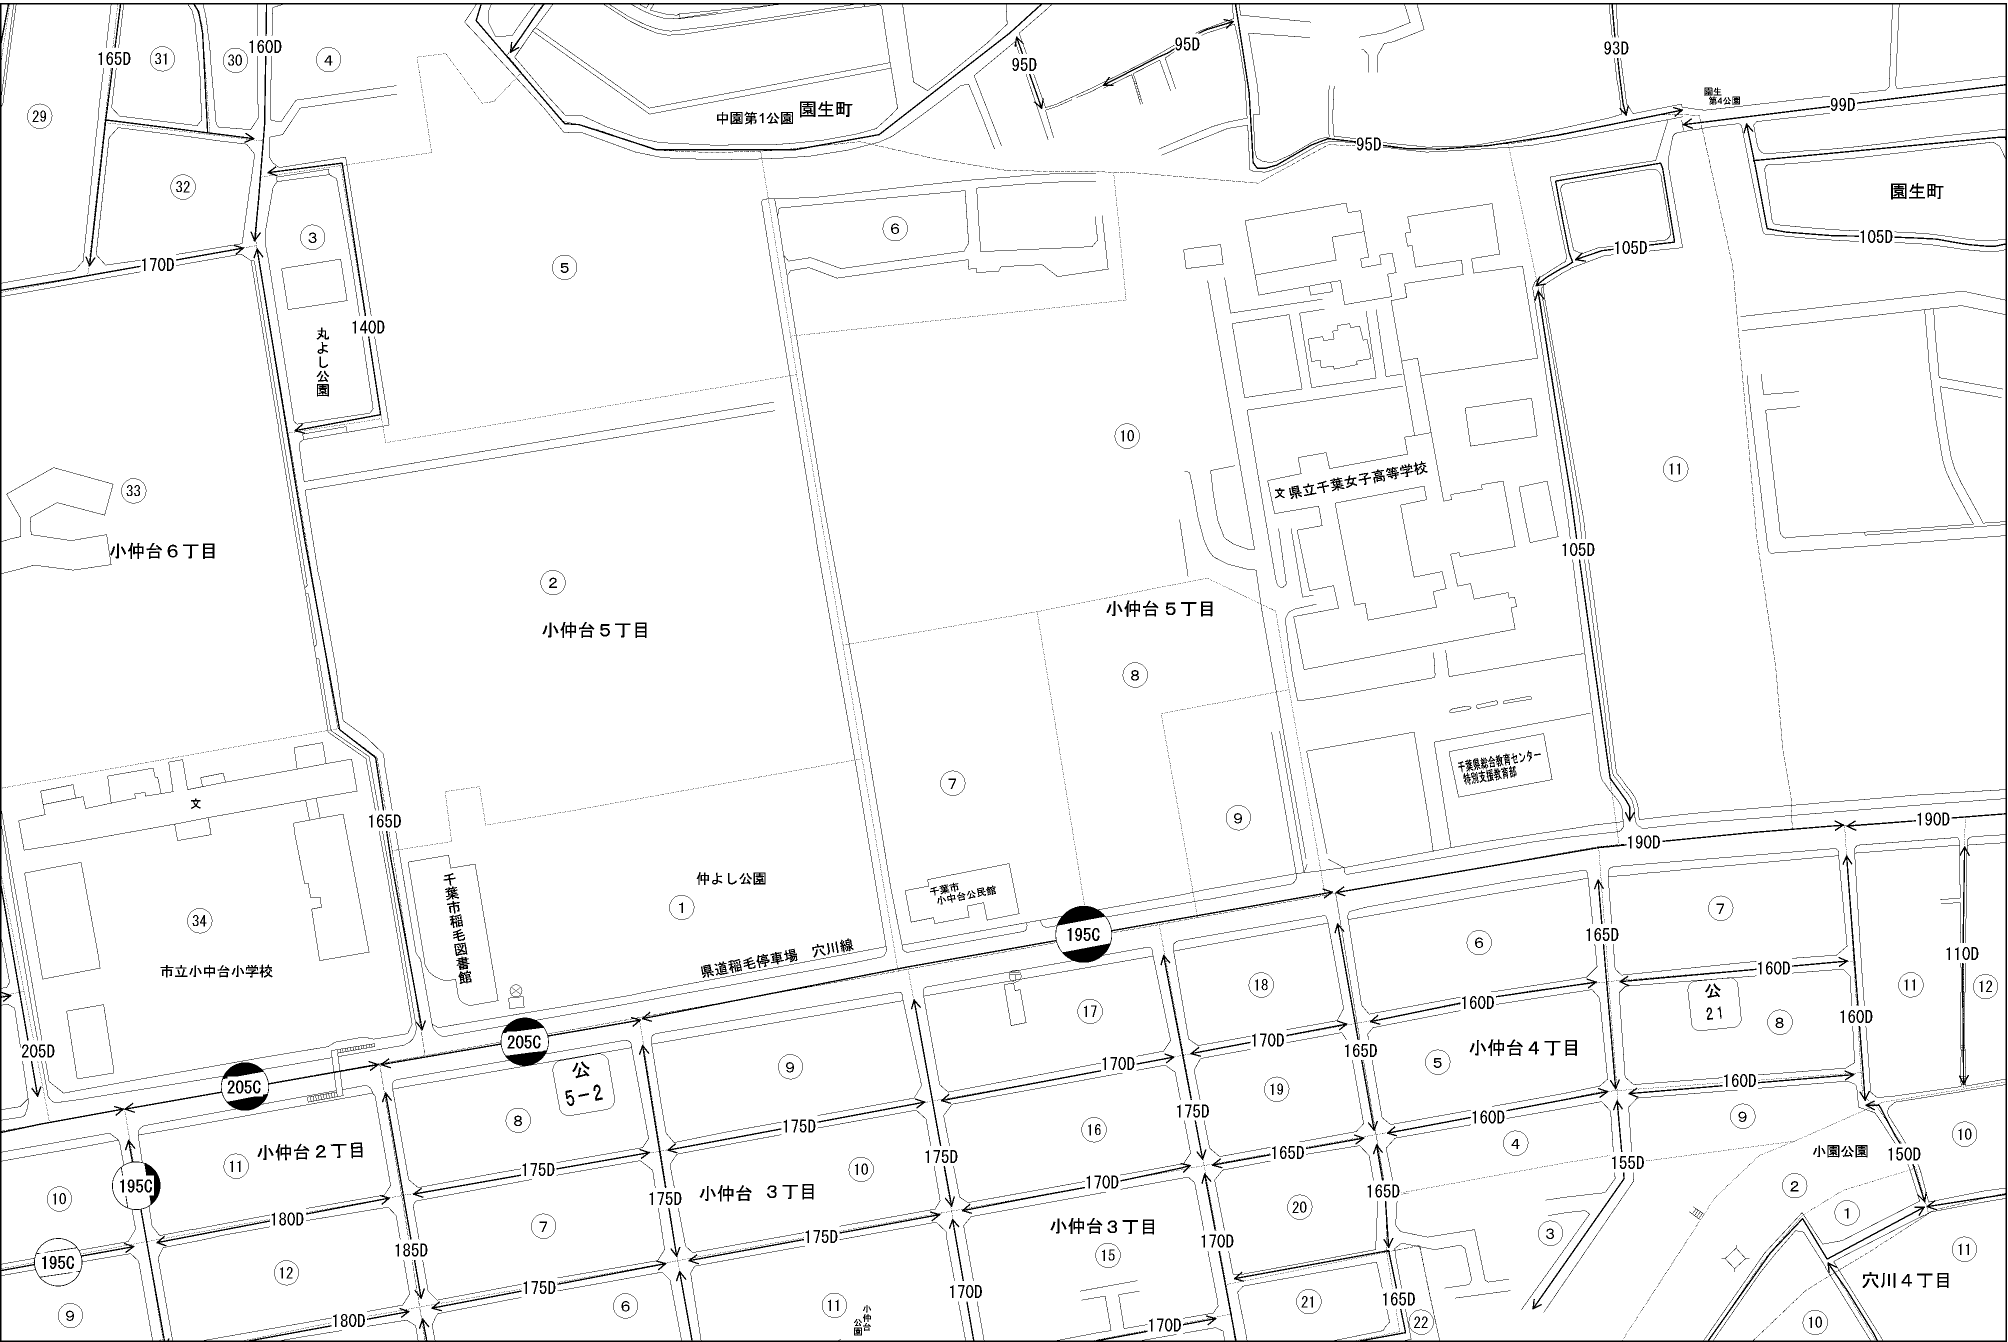 165D
31
30
160D
4
29
32
3
170D
140D
丸よし公園
5
中園第1公園
園生町
95D
95D
95D
93D
園生
第4公園
99D
園生町
105D
105D
6
10
11
県立千葉女子高等学校
文
105D
33
小仲台6丁目
2
小仲台5丁目
小仲台5丁目
8
7
9
千葉県総合教育センター
特別支援教育部
文
165D
34
市立小中台小学校
千葉市稲毛図書館
仲よし公園
1
千葉市
小中台公民館
県道稲毛停車場 穴川線
195C
190D
190D
205D
205C
205C
公
5-2
9
17
18
170D
170D
6
160D
165D
7
160D
公
21
8
11
110D
12
160D
小仲台4丁目
5
165D
19
160D
160D
9
小仲台2丁目
11
8
175D
16
175D
165D
160D
4
155D
小園公園
150D
10
195C
10
180D
175D
175D
小仲台 3丁目
10
175D
170D
小仲台3丁目
15
20
165D
2
1
3
195C
185D
7
175D
170D
11
穴川4丁目
9
12
180D
175D
6
11
小仲台
公園
170D
170D
21
165D
22
10